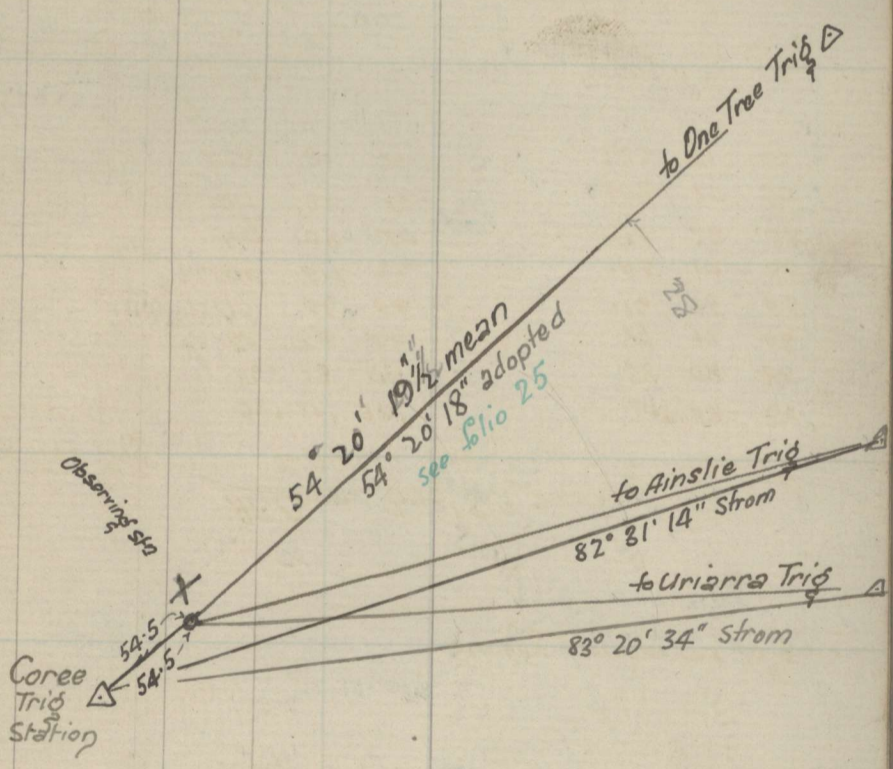 to One Tree Trig
54° 20' 19"½ mean
54° 20' 18" adopted
see folio 25
Observing stn
X
to Ainslie Trig
82° 31' 14" Strom
to Uriarra Trig
83° 20' 34" Strom
54.5
54.5
Coree
Trig
Station